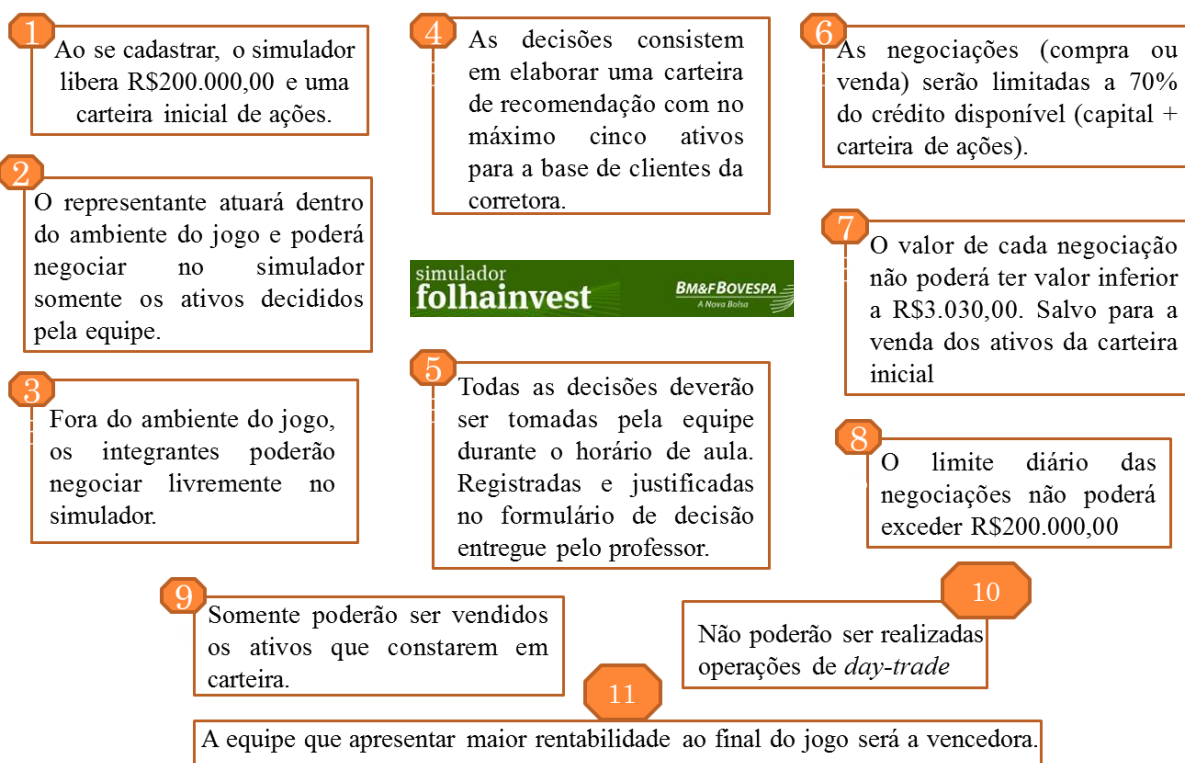 1
Ao se cadastrar, o simulador
libera R$200.000,00 e uma
carteira inicial de ações.
2
O representante atuará dentro
do ambiente do jogo e poderá
negociar no simulador
somente os ativos decididos
pela equipe.
3
Fora do ambiente do jogo,
os integrantes poderão
negociar livremente no
simulador.
4
As decisões consistem
em elaborar uma carteira
de recomendação com no
máximo cinco ativos
para a base de clientes da
corretora.
simulador
folhainvest
BM&FBOVESPA
A Nova Bolsa
5
Todas as decisões deverão
ser tomadas pela equipe
durante o horário de aula.
Registradas e justificadas
no formulário de decisão
entregue pelo professor.
6
As negociações (compra ou
venda) serão limitadas a 70%
do crédito disponível (capital +
carteira de ações).
7
O valor de cada negociação
não poderá ter valor inferior
a R$3.030,00. Salvo para a
venda dos ativos da carteira
inicial
8
O limite diário das
negociações não poderá
exceder R$200.000,00
9
Somente poderão ser vendidos
os ativos que constarem em
carteira.
10
Não poderão ser realizadas
operações de day-trade
11
A equipe que apresentar maior rentabilidade ao final do jogo será a vencedora.